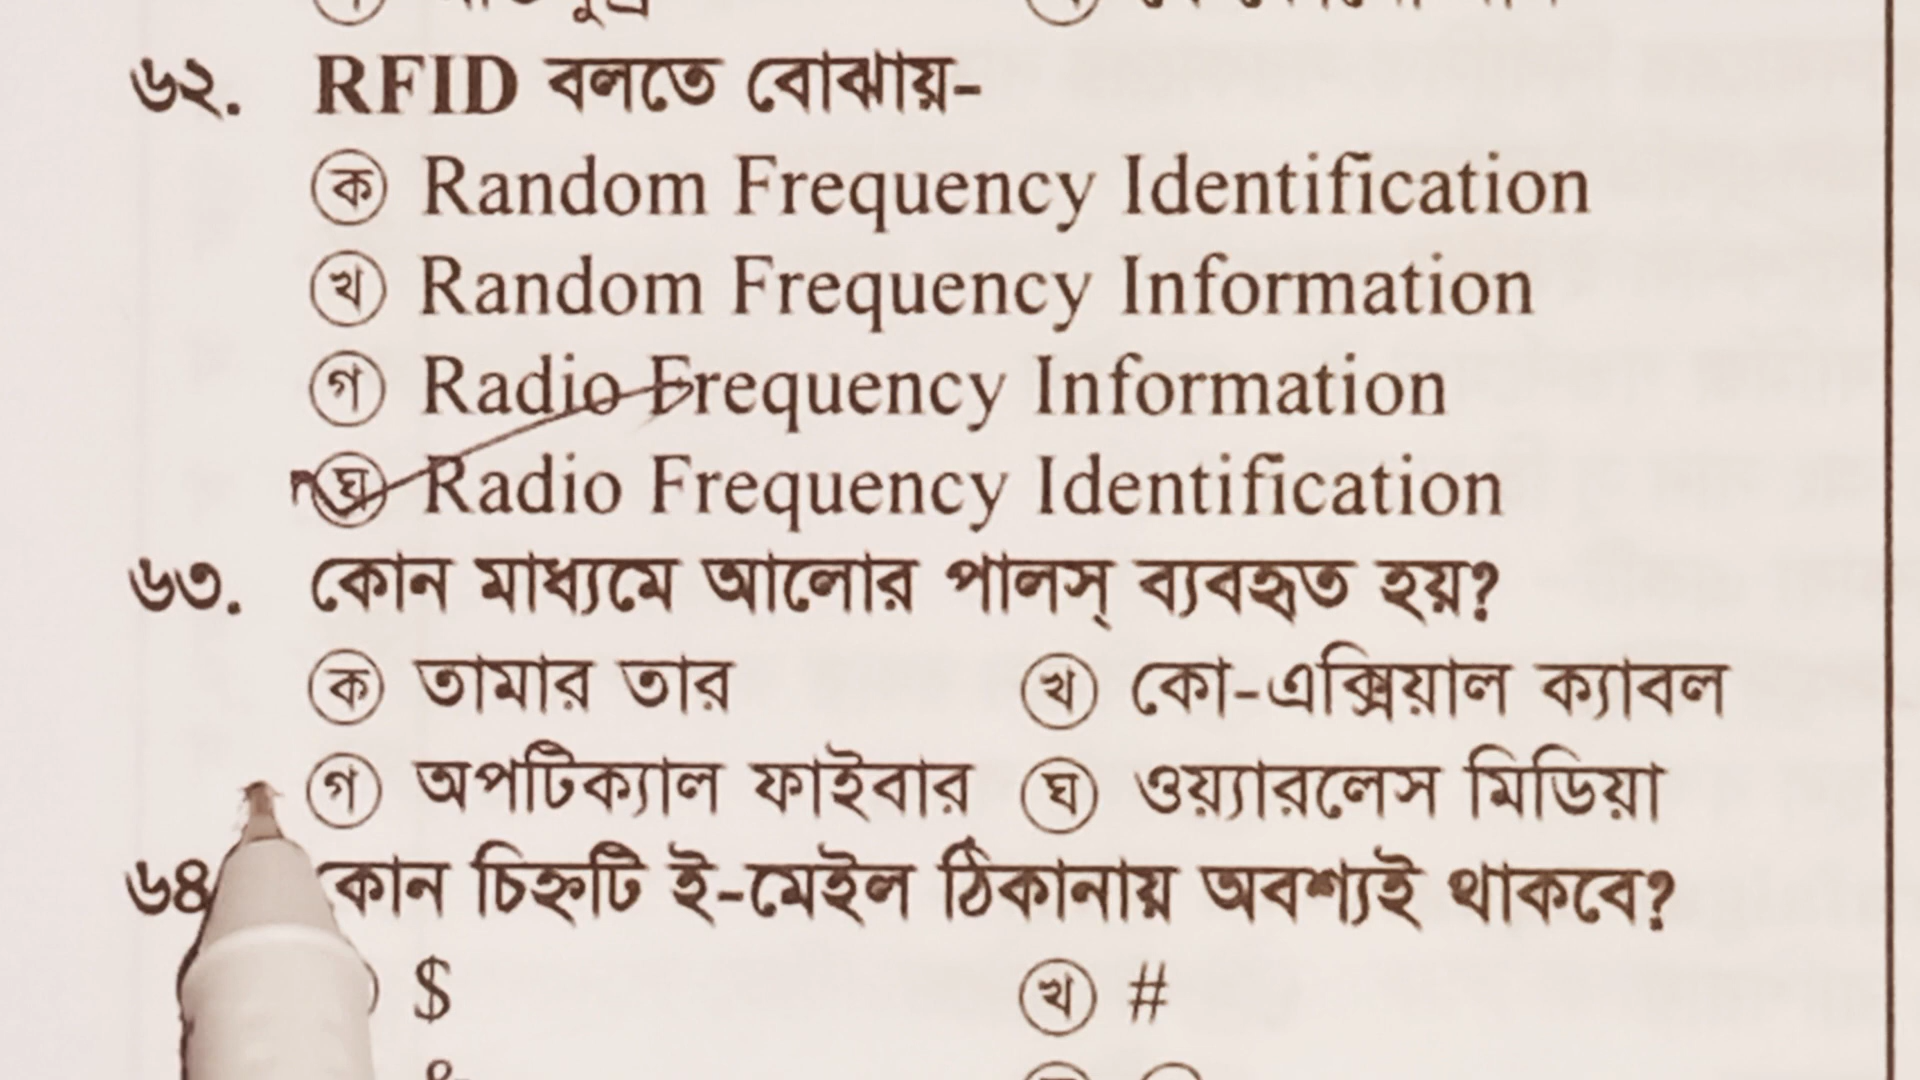 ৬২. RFID বলতে বোঝায়-
ক Random Frequency Identification
খ Random Frequency Information
গ Radio Frequency Information
ঘ Radio Frequency Identification
৬৩. কোন মাধ্যমে আলোর পালস্ ব্যবহৃত হয়?
ক তামার তার খ কো-এক্সিয়াল ক্যাবল
গ অপটিক্যাল ফাইবার ঘ ওয়্যারলেস মিডিয়া
৬৪ কোন চিহ্নটি ই-মেইল ঠিকানায় অবশ্যই থাকবে?
$ খ #